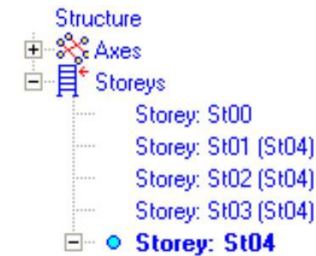 Structure
Axes
Storeys
Storey: St00
Storey: St01 (St04)
Storey: St02 (St04)
Storey: St03 (St04)
Storey: St04